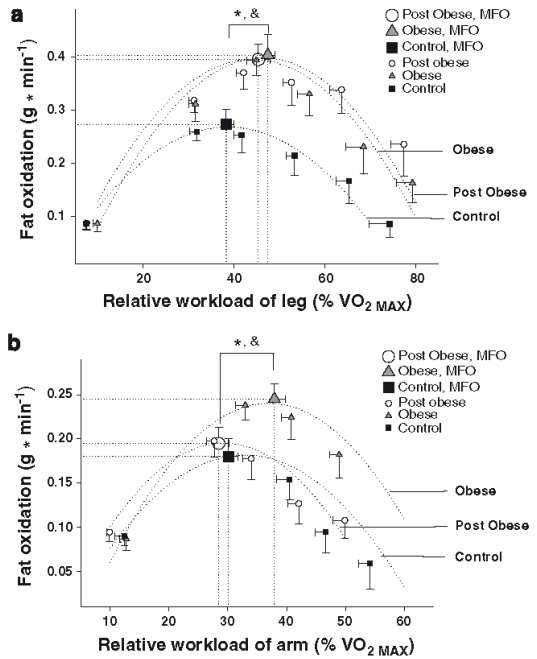 a
*, &
Post Obese, MFO
Obese, MFO
Control, MFO
Post obese
Obese
Control
0.4
0.3
0.2
0.1
Fat oxidation (g * min-1)
Obese
Post Obese
Control
20 40 60 80
Relative workload of leg (% VO2 MAX)
b
*, &
Post Obese, MFO
Obese, MFO
Control, MFO
Post obese
Obese
Control
0.25
0.20
0.15
0.10
0.05
Fat oxidation (g * min-1)
Obese
Post Obese
Control
10 20 30 40 50 60
Relative workload of arm (% VO2 MAX)